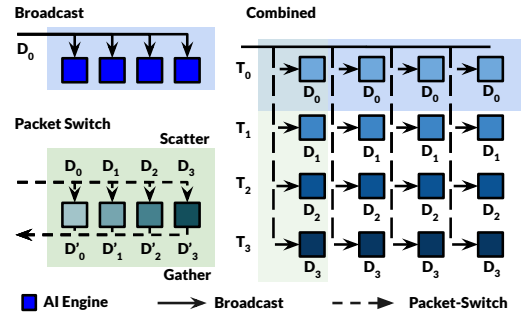 Broadcast
D0
Packet Switch
Scatter
D0 D1 D2 D3
D'0 D'1 D'2 D'3
Gather
Combined
T0
D0 D0 D0 D0
T1
D1 D1 D1 D1
T2
D2 D2 D2 D2
T3
D3 D3 D3 D3
AI Engine Broadcast Packet-Switch